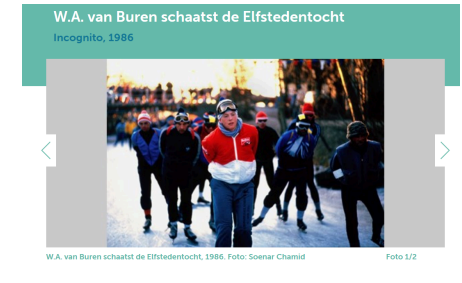 W.A. van Buren schaatst de Elfstedentocht
Incognito, 1986
W.A. van Buren schaatst de Elfstedentocht, 1986. Foto: Soenar Chamid
Foto 1/2